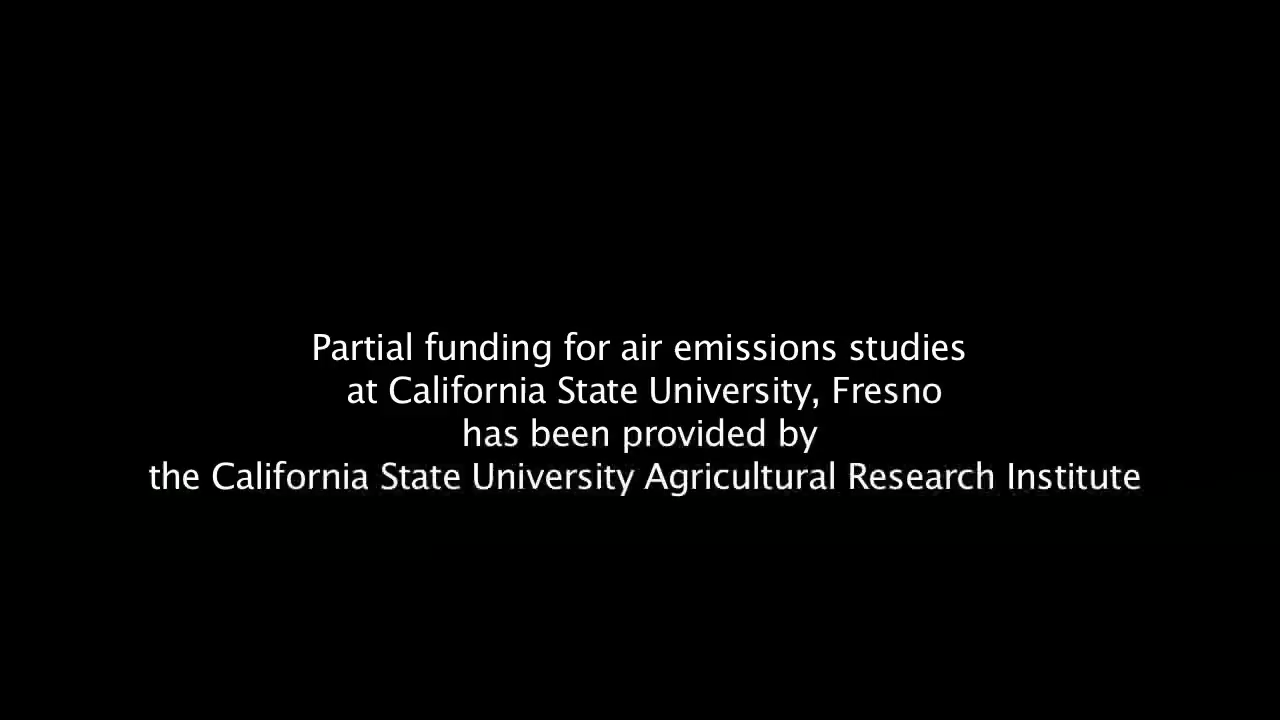 Partial funding for air emissions studies
at California State University, Fresno
has been provided by
the California State University Agricultural Research Institute